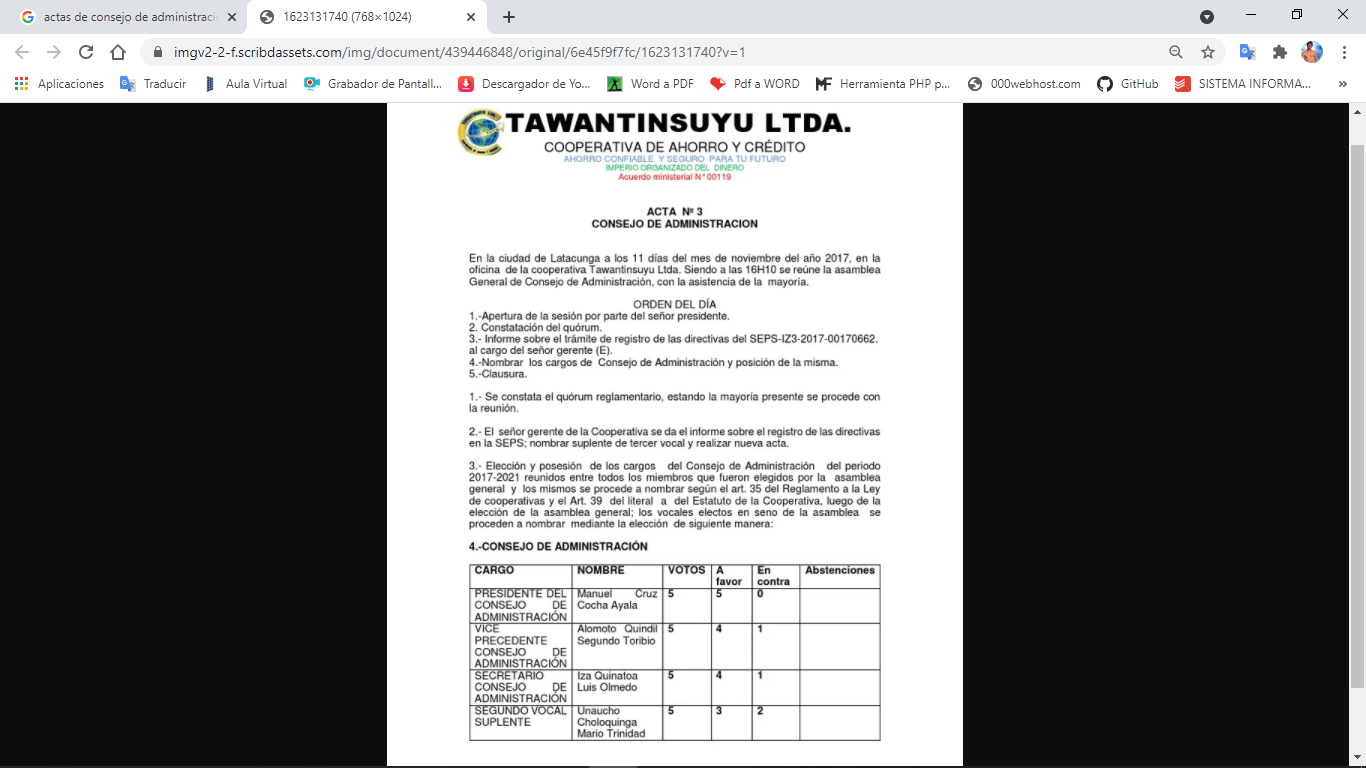 actas de consejo de administraci
1623131740 (768×1024)
imgv2-2-f.scribdassets.com/img/document/439446848/original/6e45f9f7fc/1623131740?v=1
Aplicaciones Traducir Aula Virtual Grabador de Pantall... Descargador de Yo... Word a PDF Pdf a WORD Herramienta PHP p... 000webhost.com GitHub SISTEMA INFORMA... »
TAWANTINSUYU LTDA.
COOPERATIVA DE AHORRO Y CRÉDITO
AHORRO CONFIABLE Y SEGURO PARA TU FUTURO
IMPERIO ORGANIZADO DEL DINERO
Acuerdo ministerial N° 00119
ACTA Nº 3
CONSEJO DE ADMINISTRACION
En la ciudad de Latacunga a los 11 días del mes de noviembre del año 2017, en la
oficina de la cooperativa Tawantinsuyu Ltda. Siendo a las 16H10 se reúne la asamblea
General de Consejo de Administración, con la asistencia de la mayoría.
ORDEN DEL DÍA
1.-Apertura de la sesión por parte del señor presidente.
2. Constatación del quórum.
3.- Informe sobre el trámite de registro de las directivas del SEPS-IZ3-2017-00170662.
al cargo del señor gerente (E).
4.-Nombrar los cargos de Consejo de Administración y posición de la misma.
5.-Clausura.
1.- Se constata el quórum reglamentario, estando la mayoría presente se procede con
la reunión.
2.- El señor gerente de la Cooperativa se da el informe sobre el registro de las directivas
en la SEPS; nombrar suplente de tercer vocal y realizar nueva acta.
3.- Elección y posesión de los cargos del Consejo de Administración del periodo
2017-2021 reunidos entre todos los miembros que fueron elegidos por la asamblea
general y los mismos se procede a nombrar según el art. 35 del Reglamento a la Ley
de cooperativas y el Art. 39 del literal a del Estatuto de la Cooperativa, luego de la
elección de la asamblea general; los vocales electos en seno de la asamblea se
proceden a nombrar mediante la elección de siguiente manera:
4.-CONSEJO DE ADMINISTRACIÓN
CARGO NOMBRE VOTOS A favor En contra Abstenciones
PRESIDENTE DEL Manuel Cruz 5 5 0
CONSEJO DE Cocha Ayala
ADMINISTRACIÓN
VICE Alomoto Quindil 5 4 1
PRECEDENTE Segundo Toribio
CONSEJO DE
ADMINISTRACIÓN
SECRETARIO Iza Quinatoa 5 4 1
CONSEJO DE Luis Olmedo
ADMINISTRACIÓN
SEGUNDO VOCAL Unaucho 5 3 2
SUPLENTE Choloquinga
Mario Trinidad